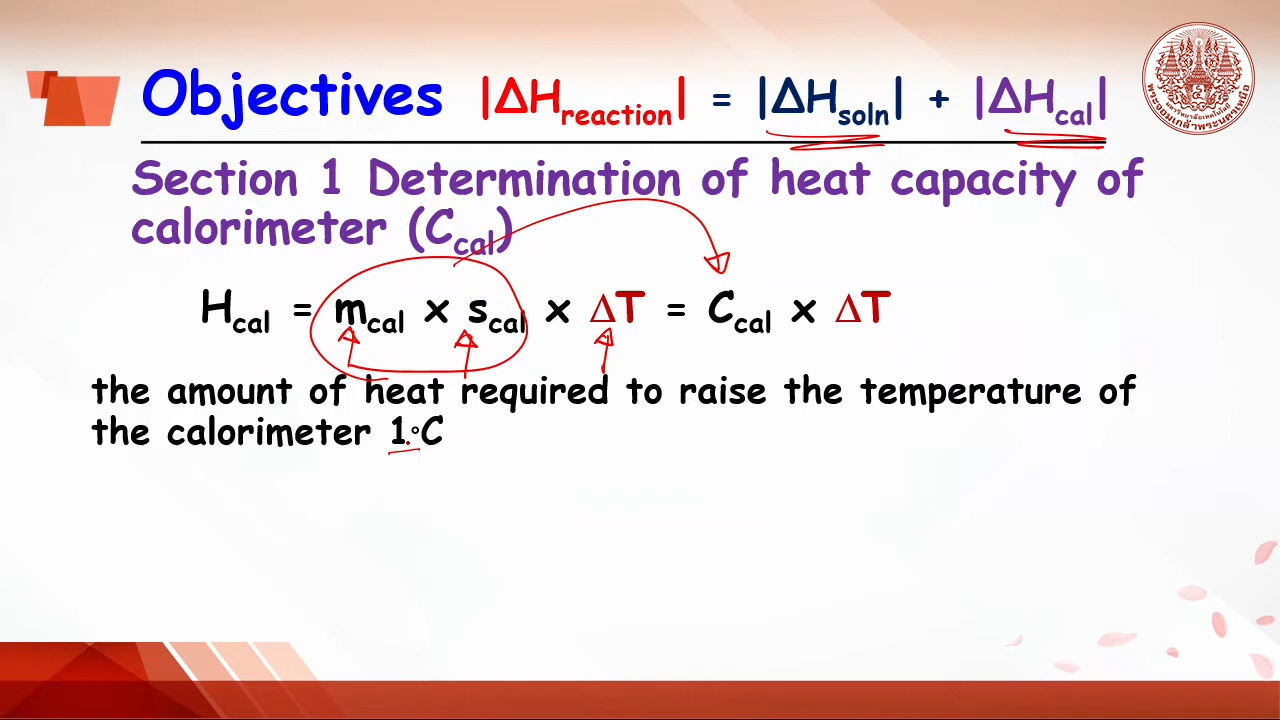 Objectives |ΔHreaction| = |ΔHsoln| + |ΔHcal|
Section 1 Determination of heat capacity of
calorimeter (Ccal)
Hcal = mcal x scal x ΔT = Ccal x ΔT
the amount of heat required to raise the temperature of
the calorimeter 1°C